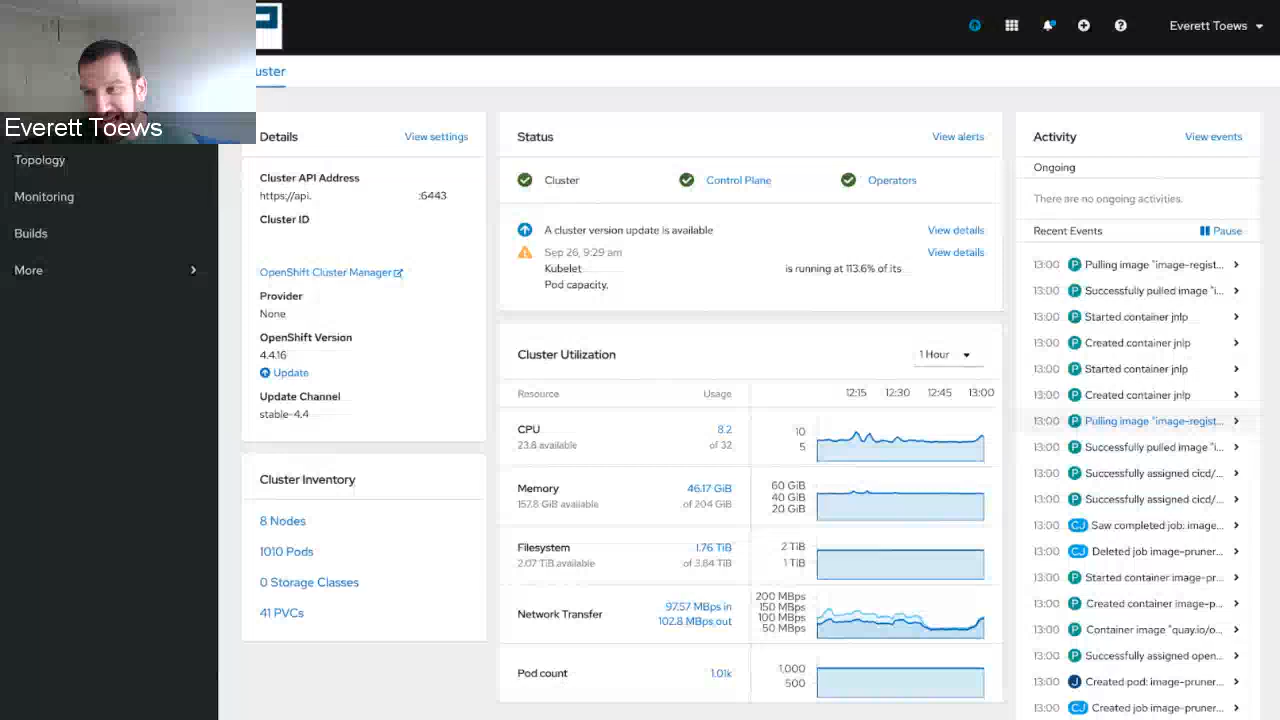 Everett Toews
uster
Everett Toews
Topology
Monitoring
Builds
More
Details
View settings
Cluster API Address
https://api. :6443
Cluster ID
OpenShift Cluster Manager
Provider
None
OpenShift Version
4.4.16
Update
Update Channel
stable-4.4
Cluster Inventory
8 Nodes
1010 Pods
0 Storage Classes
41 PVCs
Status
View alerts
Cluster
Control Plane
Operators
A cluster version update is available
View details
Sep 26, 9:29 am
View details
Kubelet is running at 113.6% of its
Pod capacity.
Cluster Utilization
1 Hour
Resource Usage 12:15 12:30 12:45 13:00
CPU 8.2
23.8 available of 32
10
5
Memory 46.17 GiB
157.8 GiB available of 204 GiB
60 GiB
40 GiB
20 GiB
Filesystem 1.76 TiB
2.07 TiB available of 3.84 TiB
2 TiB
1 TiB
Network Transfer
97.57 MBps in
102.8 MBps out
200 MBps
150 MBps
100 MBps
50 MBps
Pod count 1.01k
1,000
500
Activity
View events
Ongoing
There are no ongoing activities.
Recent Events
Pause
13:00 P Pulling image "image-regist...
13:00 P Successfully pulled image "i...
13:00 P Started container jnlp
13:00 P Created container jnlp
13:00 P Started container jnlp
13:00 P Created container jnlp
13:00 P Pulling image "image-regist...
13:00 P Successfully pulled image "i...
13:00 P Successfully assigned cicd/...
13:00 P Successfully assigned cicd/...
13:00 CJ Saw completed job: image...
13:00 CJ Deleted job image-pruner...
13:00 P Started container image-pr...
13:00 P Created container image-p...
13:00 P Container image "quay.io/o...
13:00 P Successfully assigned open...
13:00 J Created pod: image-pruner...
13:00 CJ Created job image-pruner...